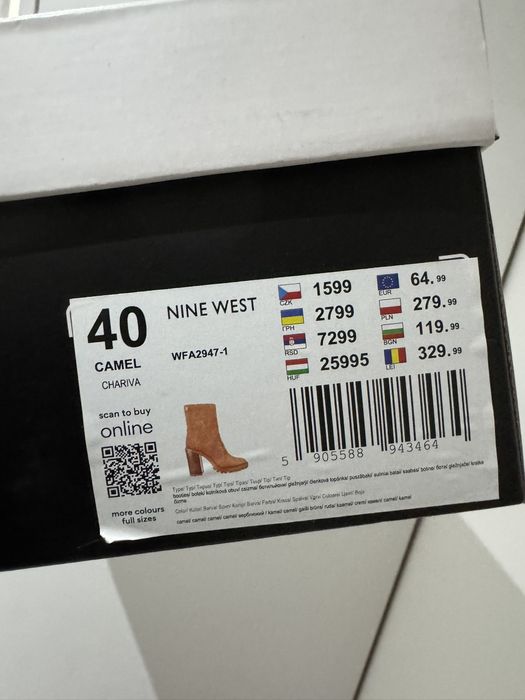 40
CAMEL
CHARIVA
NINE WEST
WFA2947-1
CZK 1599
ГРН 2799
RSD 7299
HUF 25995
EUR 64.99
PLN 279.99
BGN 119.99
LEI 329.99
scan to buy
online
more colours
full sizes
5 905588 943464